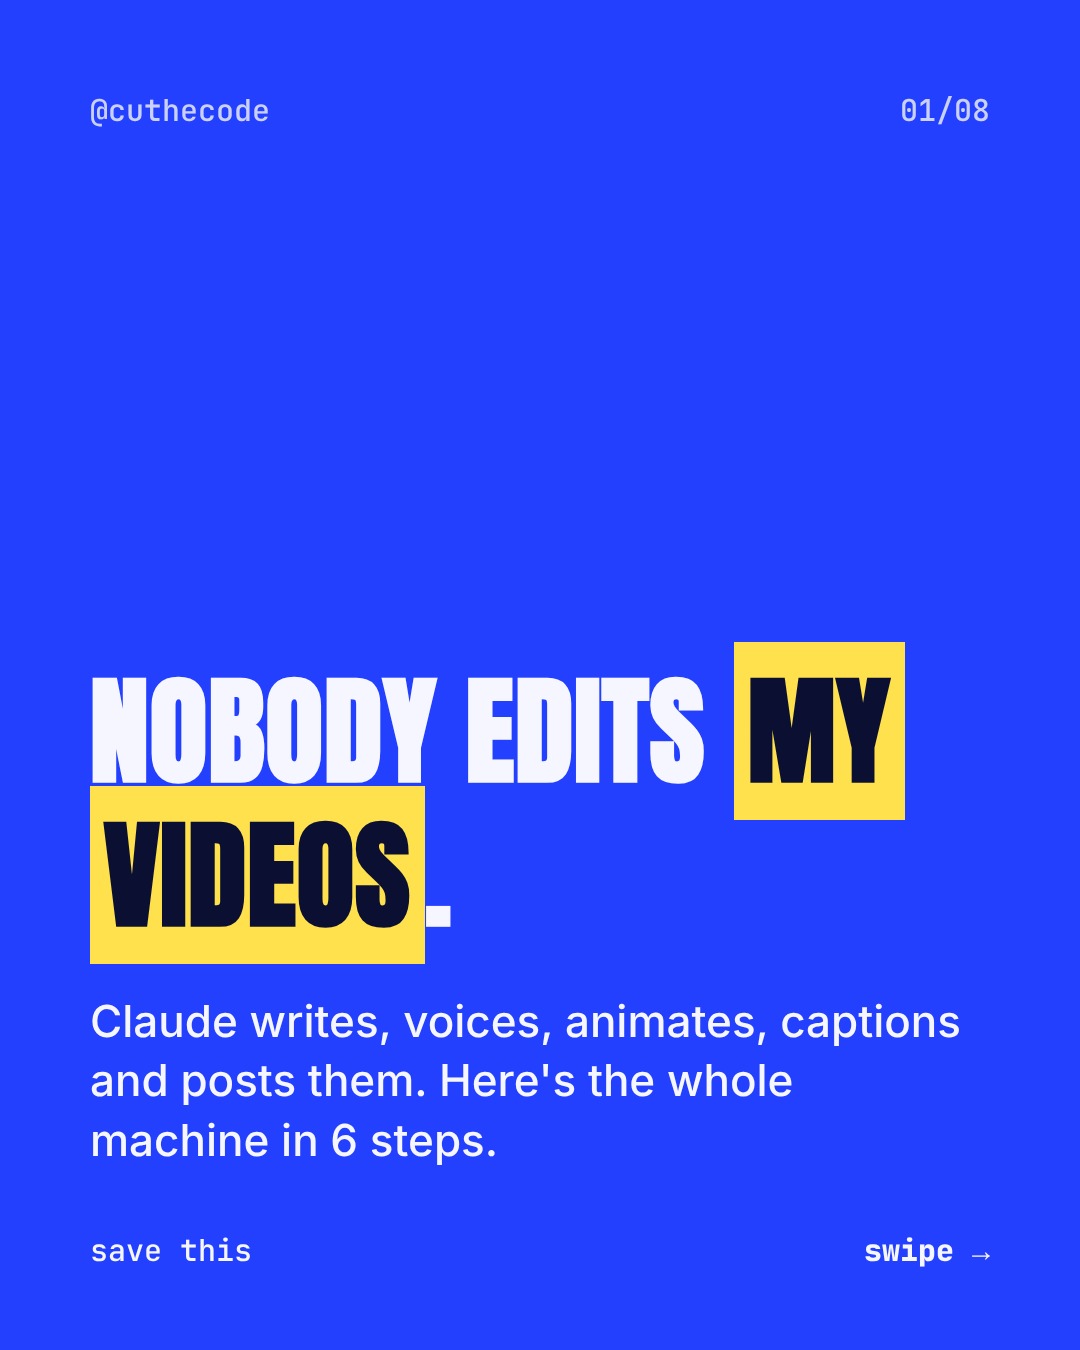 @cuthecode
01/08
NOBODY EDITS MY
VIDEOS.
Claude writes, voices, animates, captions
and posts them. Here's the whole
machine in 6 steps.
save this
swipe →